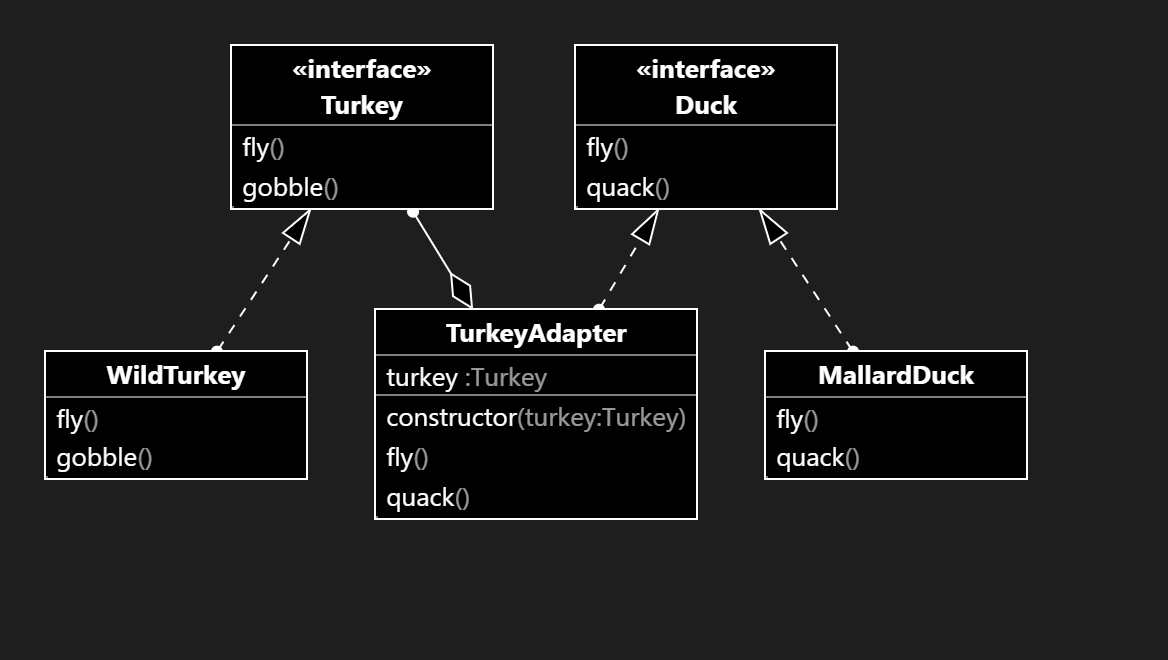 «interface»
Turkey
fly()
gobble()
«interface»
Duck
fly()
quack()
WildTurkey
fly()
gobble()
TurkeyAdapter
turkey :Turkey
constructor(turkey:Turkey)
fly()
quack()
MallardDuck
fly()
quack()